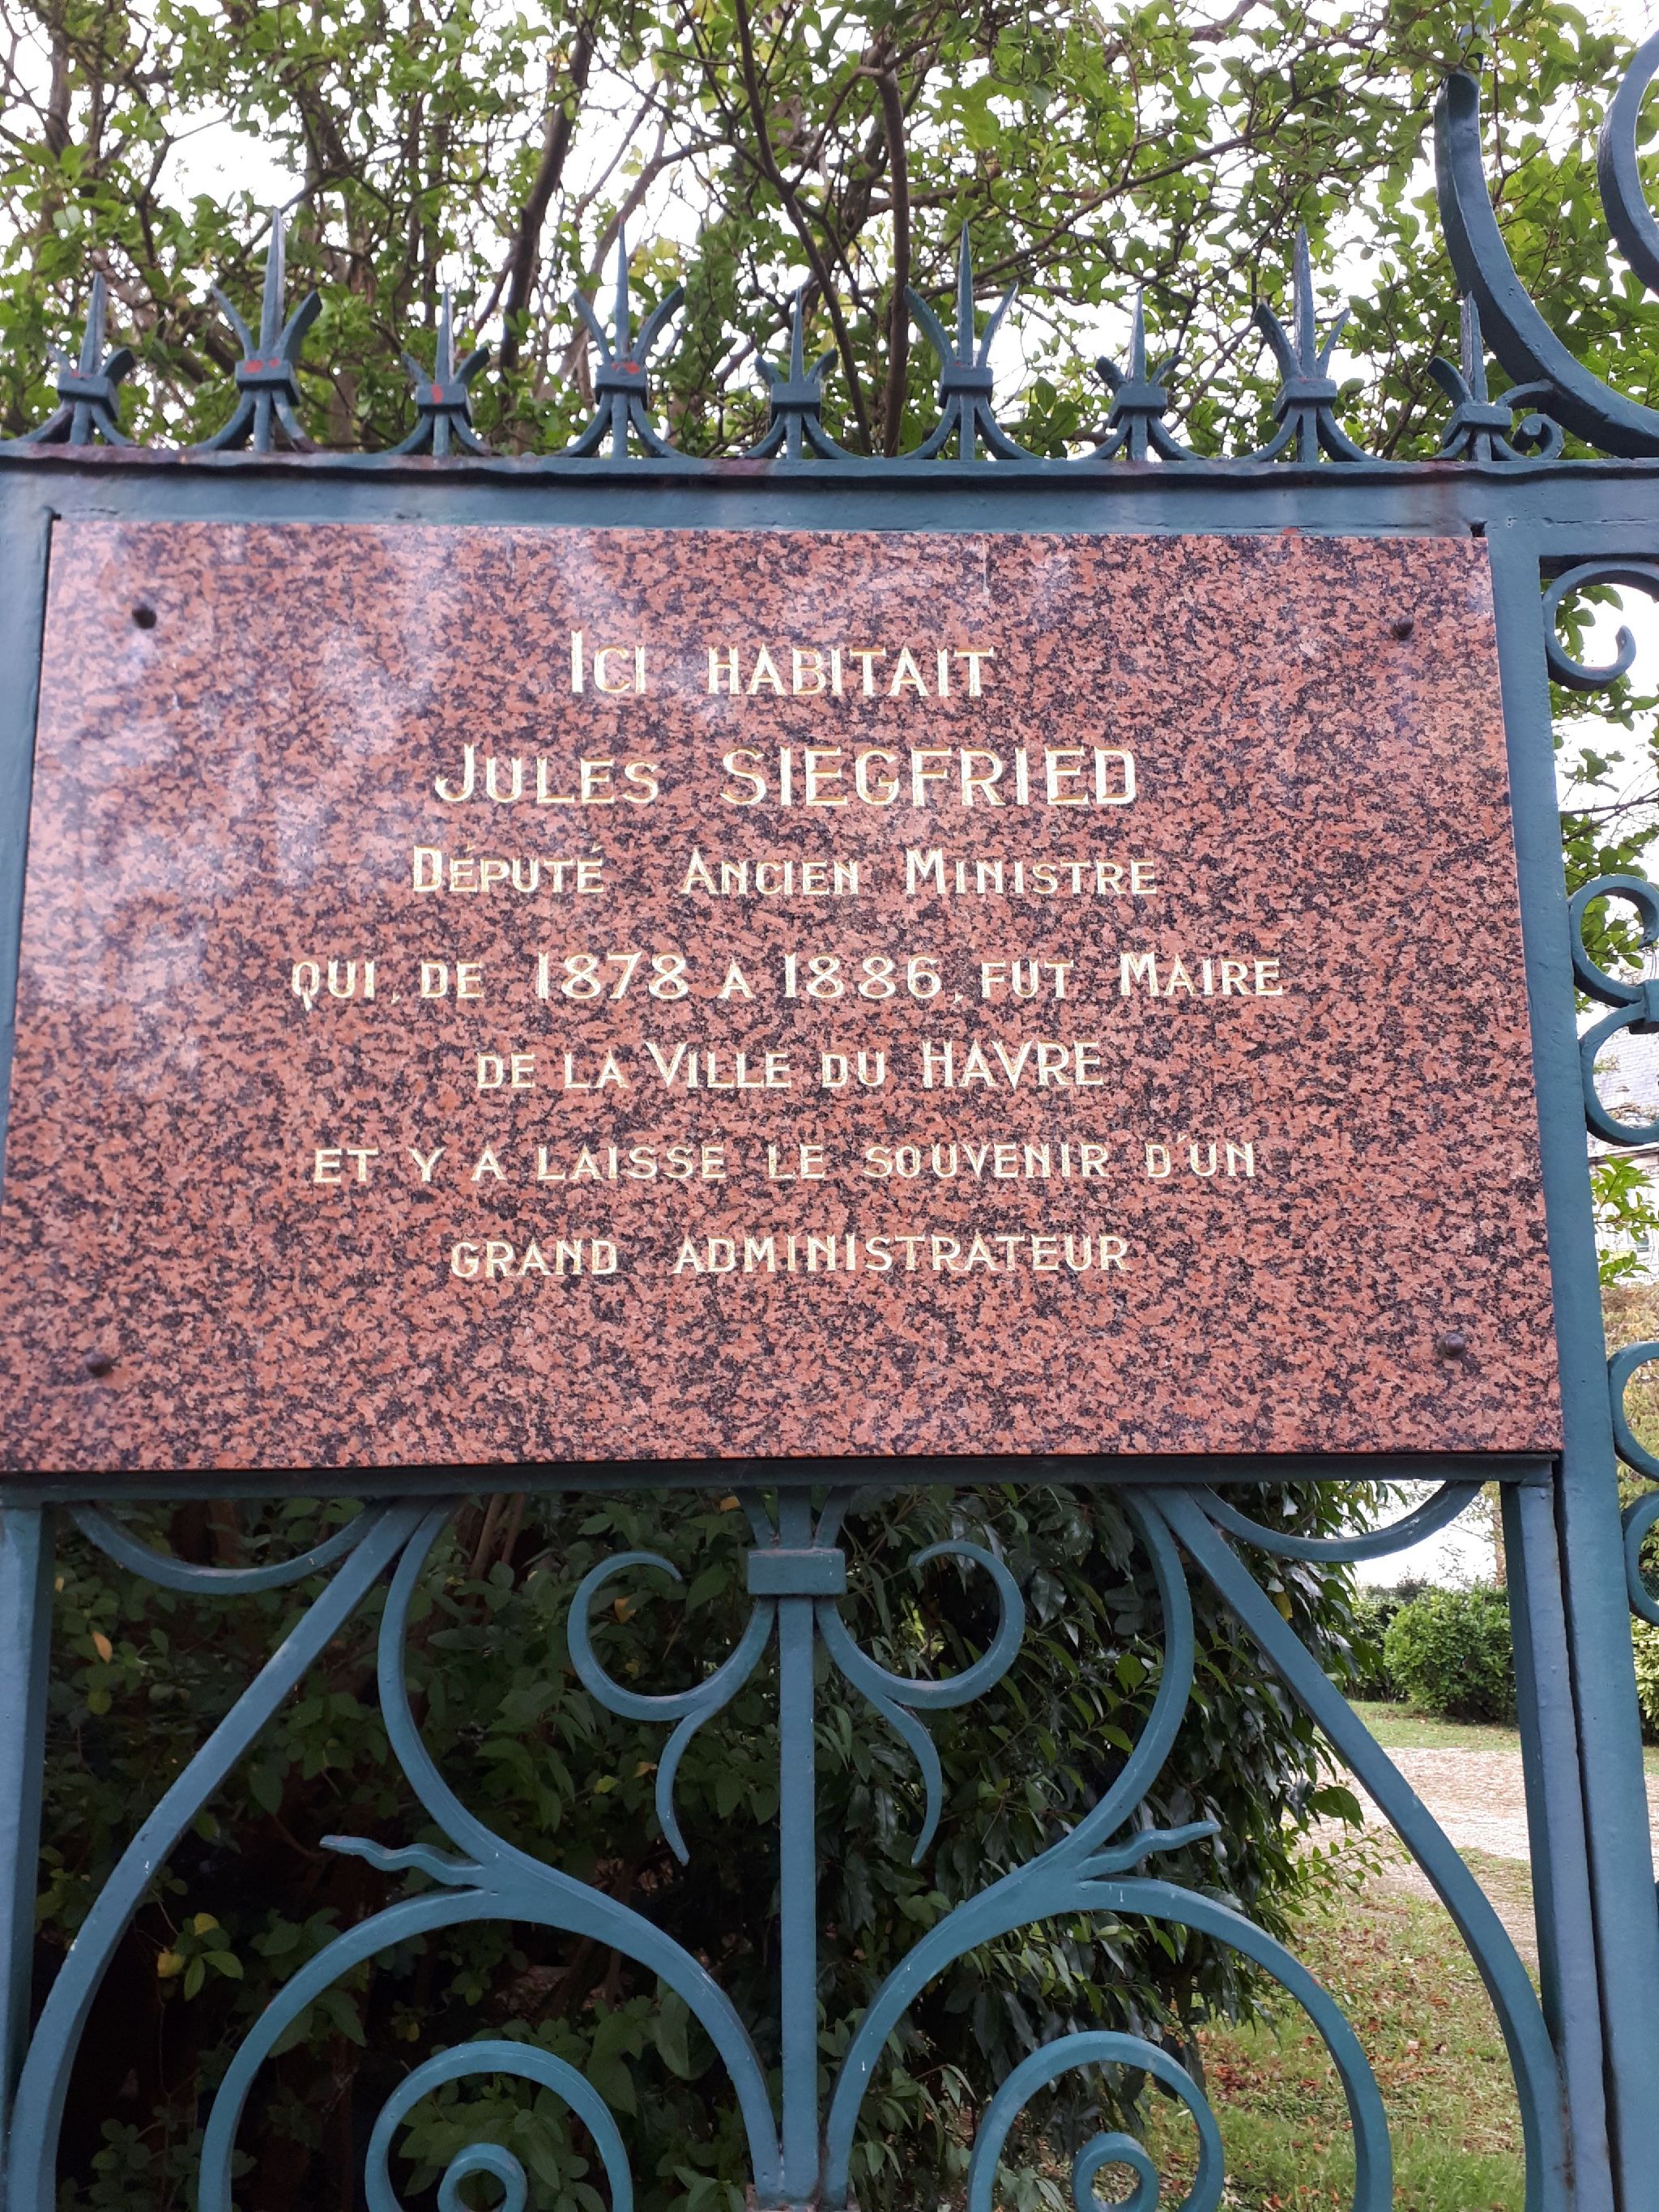 Ici HABITAIT
JULES SIEGFRIED
DÉPUTÉ ANCIEN MINISTRE
QUI, DE 1878 A 1886, FUT MAIRE
DE LA VILLE DU HAVRE
ET Y A LAISSÉ LE SOUVENIR D'UN
GRAND ADMINISTRATEUR